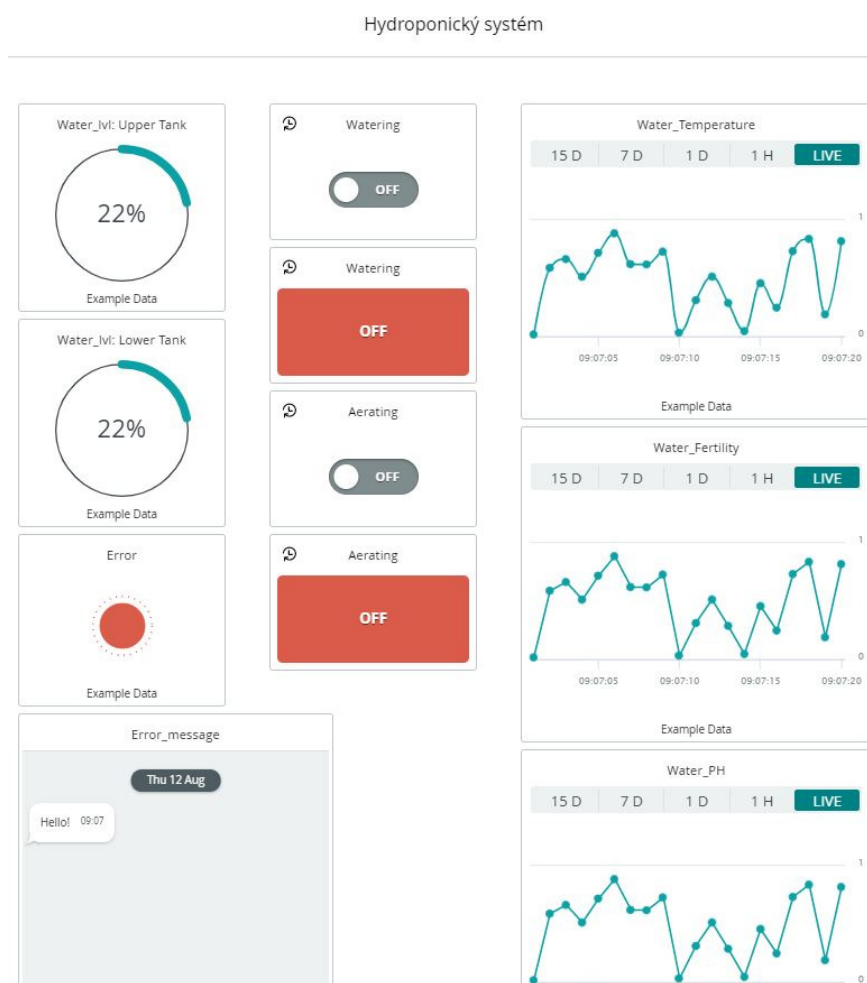 Hydroponický systém
Water_lvl: Upper Tank
22%
Example Data
Water_lvl: Lower Tank
22%
Example Data
Error
Example Data
Error_message
Thu 12 Aug
Hello! 09:07
Watering
OFF
Watering
OFF
Aerating
OFF
Aerating
OFF
Water_Temperature
15 D 7 D 1 D 1 H LIVE
1
0
09:07:05 09:07:10 09:07:15 09:07:20
Example Data
Water_Fertility
15 D 7 D 1 D 1 H LIVE
1
0
09:07:05 09:07:10 09:07:15 09:07:20
Example Data
Water_PH
15 D 7 D 1 D 1 H LIVE
1
0